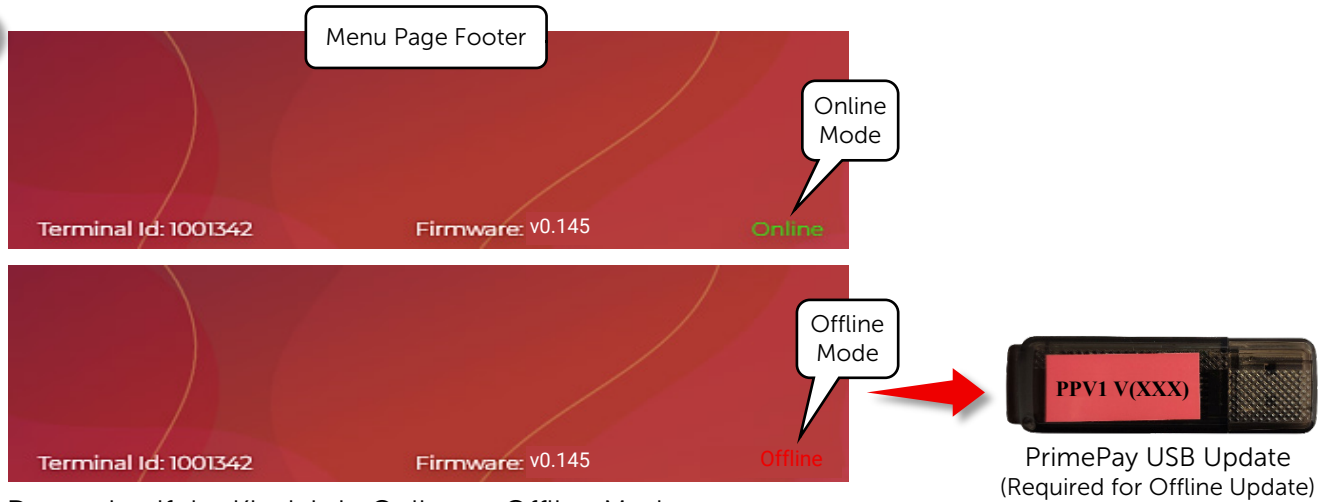 Menu Page Footer
Online
Mode
Terminal Id: 1001342
Firmware: v0.145
Online
Offline
Mode
Terminal Id: 1001342
Firmware: v0.145
Offline
PPV1 V(XXX)
PrimePay USB Update
(Required for Offline Update)